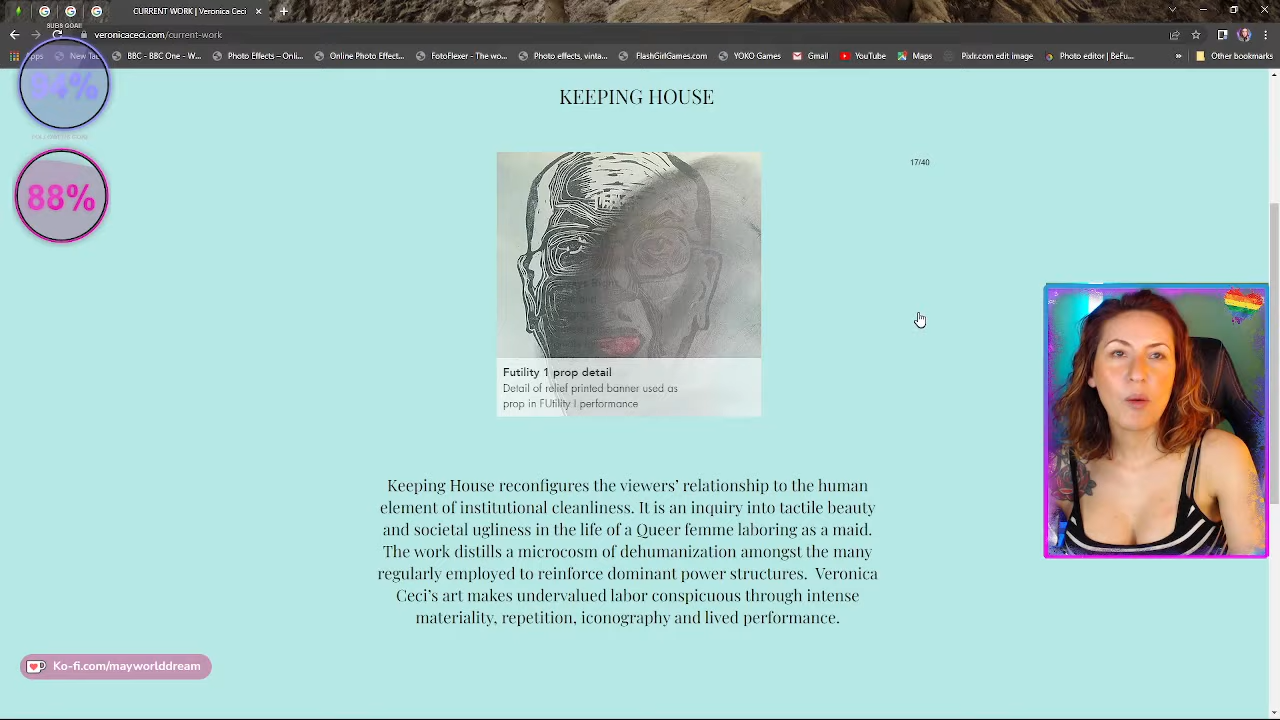 CURRENT WORK | Veronica Ceci
SUBS GOAL
veronicaceci.com/current-work
Apps
New Ta
BBC - BBC One - W...
Photo Effects – Onli...
Online Photo Effect...
FotoFlexer - The wo...
Photo effects, vinta...
FlashGirlGames.com
YOKO Games
Gmail
YouTube
Maps
Pixlr.com edit image
Photo editor | BeFu...
Other bookmarks
94%
88%
KEEPING HOUSE
17/40
Futility 1 prop detail
Detail of relief printed banner used as
prop in FUtility I performance
Keeping House reconfigures the viewers’ relationship to the human
element of institutional cleanliness. It is an inquiry into tactile beauty
and societal ugliness in the life of a Queer femme laboring as a maid.
The work distills a microcosm of dehumanization amongst the many
regularly employed to reinforce dominant power structures. Veronica
Ceci’s art makes undervalued labor conspicuous through intense
materiality, repetition, iconography and lived performance.
Ko-fi.com/mayworlddream